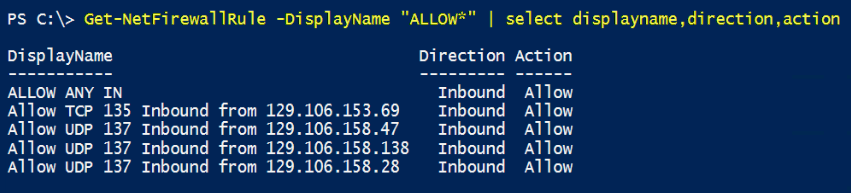 PS C:\> Get-NetFirewallRule -DisplayName "ALLOW*" | select displayname,direction,action
DisplayName Direction Action
----------- --------- ------
ALLOW ANY IN Inbound Allow
Allow TCP 135 Inbound from 129.106.153.69 Inbound Allow
Allow UDP 137 Inbound from 129.106.158.47 Inbound Allow
Allow UDP 137 Inbound from 129.106.158.138 Inbound Allow
Allow UDP 137 Inbound from 129.106.158.28 Inbound Allow